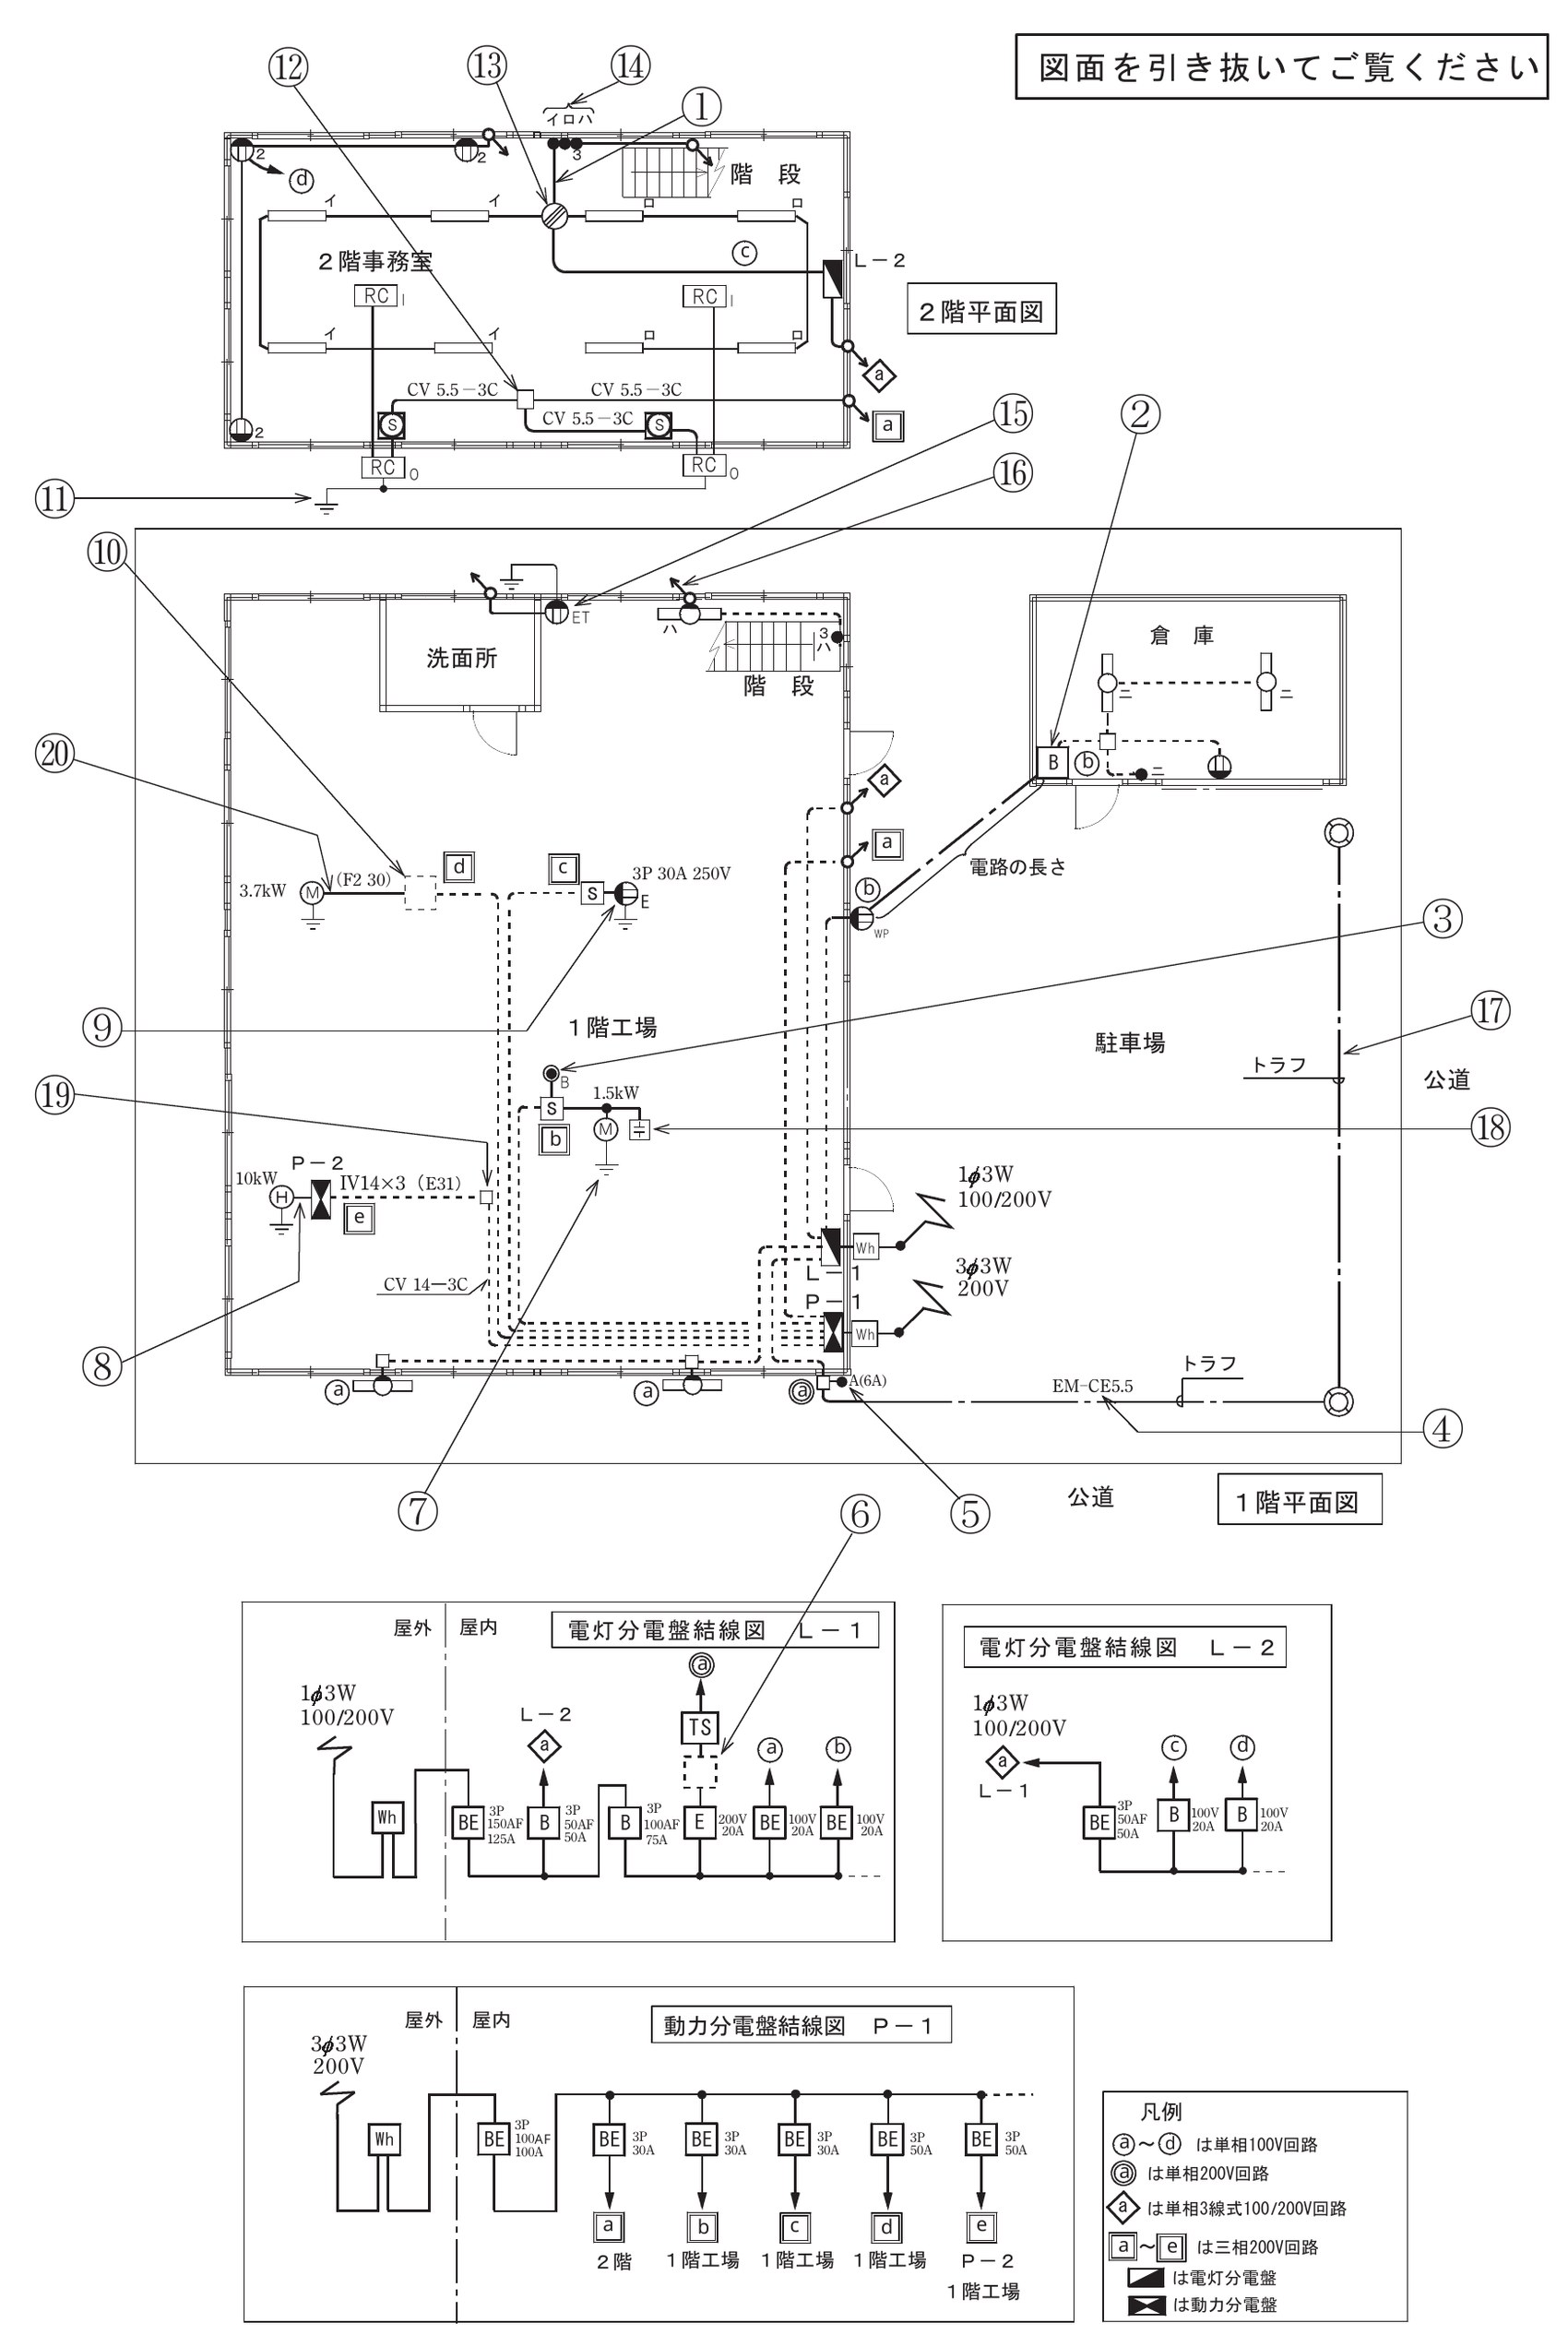 図面を引き抜いてご覧ください
⑫
⑬
⑭
①
イロハ
2
2
3
階 段
ⓓ
イ
イ
ロ
ロ
2階事務室
ⓒ
L－2
RC I
RC I
2階平面図
イ
イ
ロ
ロ
a
CV 5.5－3C
CV 5.5－3C
CV 5.5－3C
2
S
S
a
RC O
RC O
⑮
②
⑪
⑯
⑩
ET
ハ
3
ハ
洗面所
階 段
倉 庫
ニ
ニ
B
ⓑ
ニ
⑳
a
a
電路の長さ
3.7kW
M
(F2 30)
d
c
S
3P 30A 250V
E
ⓑ
WP
③
⑨
1階工場
駐車場
⑰
トラフ
公道
B
⑲
1.5kW
S
M
b
⑱
P－2
10kW
H
IV14×3（E31）
e
1φ3W
100/200V
Wh
L－1
3φ3W
200V
P－1
Wh
CV 14－3C
⑧
トラフ
ⓐ
ⓐ
ⓐ
A(6A)
EM-CE5.5
④
⑦
⑥
⑤
公道
1階平面図
屋外
屋内
電灯分電盤結線図 L－1
1φ3W
100/200V
L－2
a
ⓐ
TS
ⓐ
ⓑ
Wh
BE
3P
150AF
125A
B
3P
50AF
50A
B
3P
100AF
75A
E
200V
20A
BE
100V
20A
BE
100V
20A
電灯分電盤結線図 L－2
1φ3W
100/200V
a
L－1
ⓒ
ⓓ
BE
3P
50AF
50A
B
100V
20A
B
100V
20A
屋外
屋内
動力分電盤結線図 P－1
3φ3W
200V
Wh
BE
3P
100AF
100A
BE
3P
30A
BE
3P
30A
BE
3P
30A
BE
3P
50A
BE
3P
50A
a
b
c
d
e
2階
1階工場
1階工場
1階工場
P－2
1階工場
凡例
ⓐ～ⓓ は単相100V回路
ⓐ は単相200V回路
a は単相3線式100/200V回路
a～e は三相200V回路
は電灯分電盤
は動力分電盤